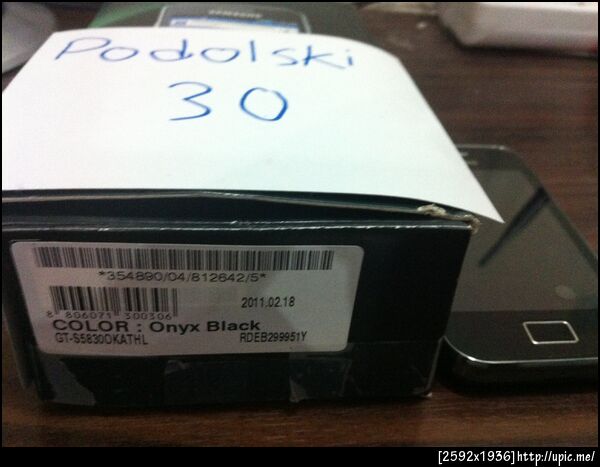 SAMSUNG
Podolski
30
*354890/04/812642/5*
8 806071 300306
2011.02.18
COLOR : Onyx Black
GT-S5830OKATHL RDEB299951Y
[2592x1936]http://upic.me/